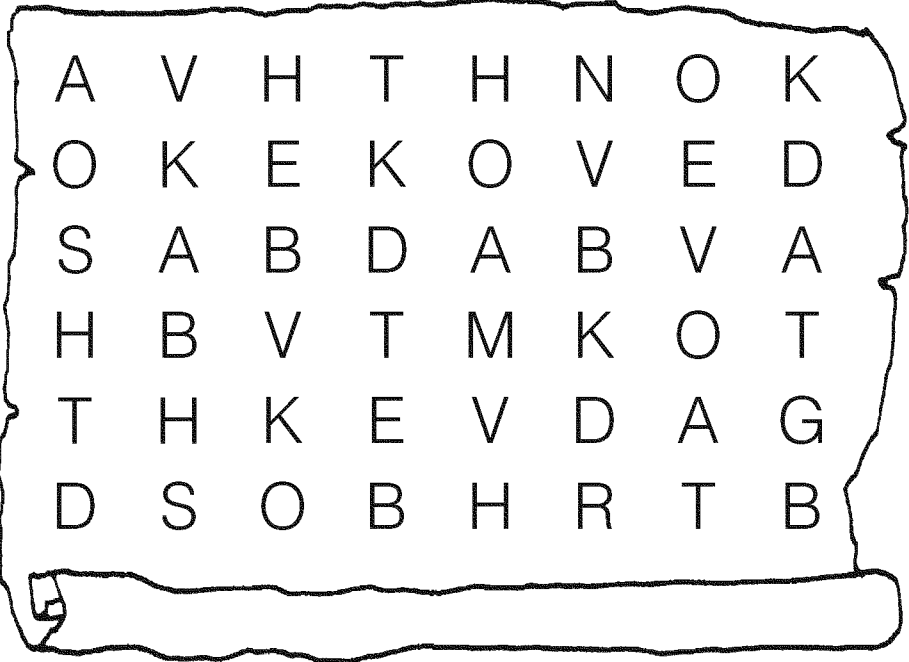 A V H T H N O K
O K E K O V E D
S A B D A B V A
H B V T M K O T
T H K E V D A G
D S O B H R T B